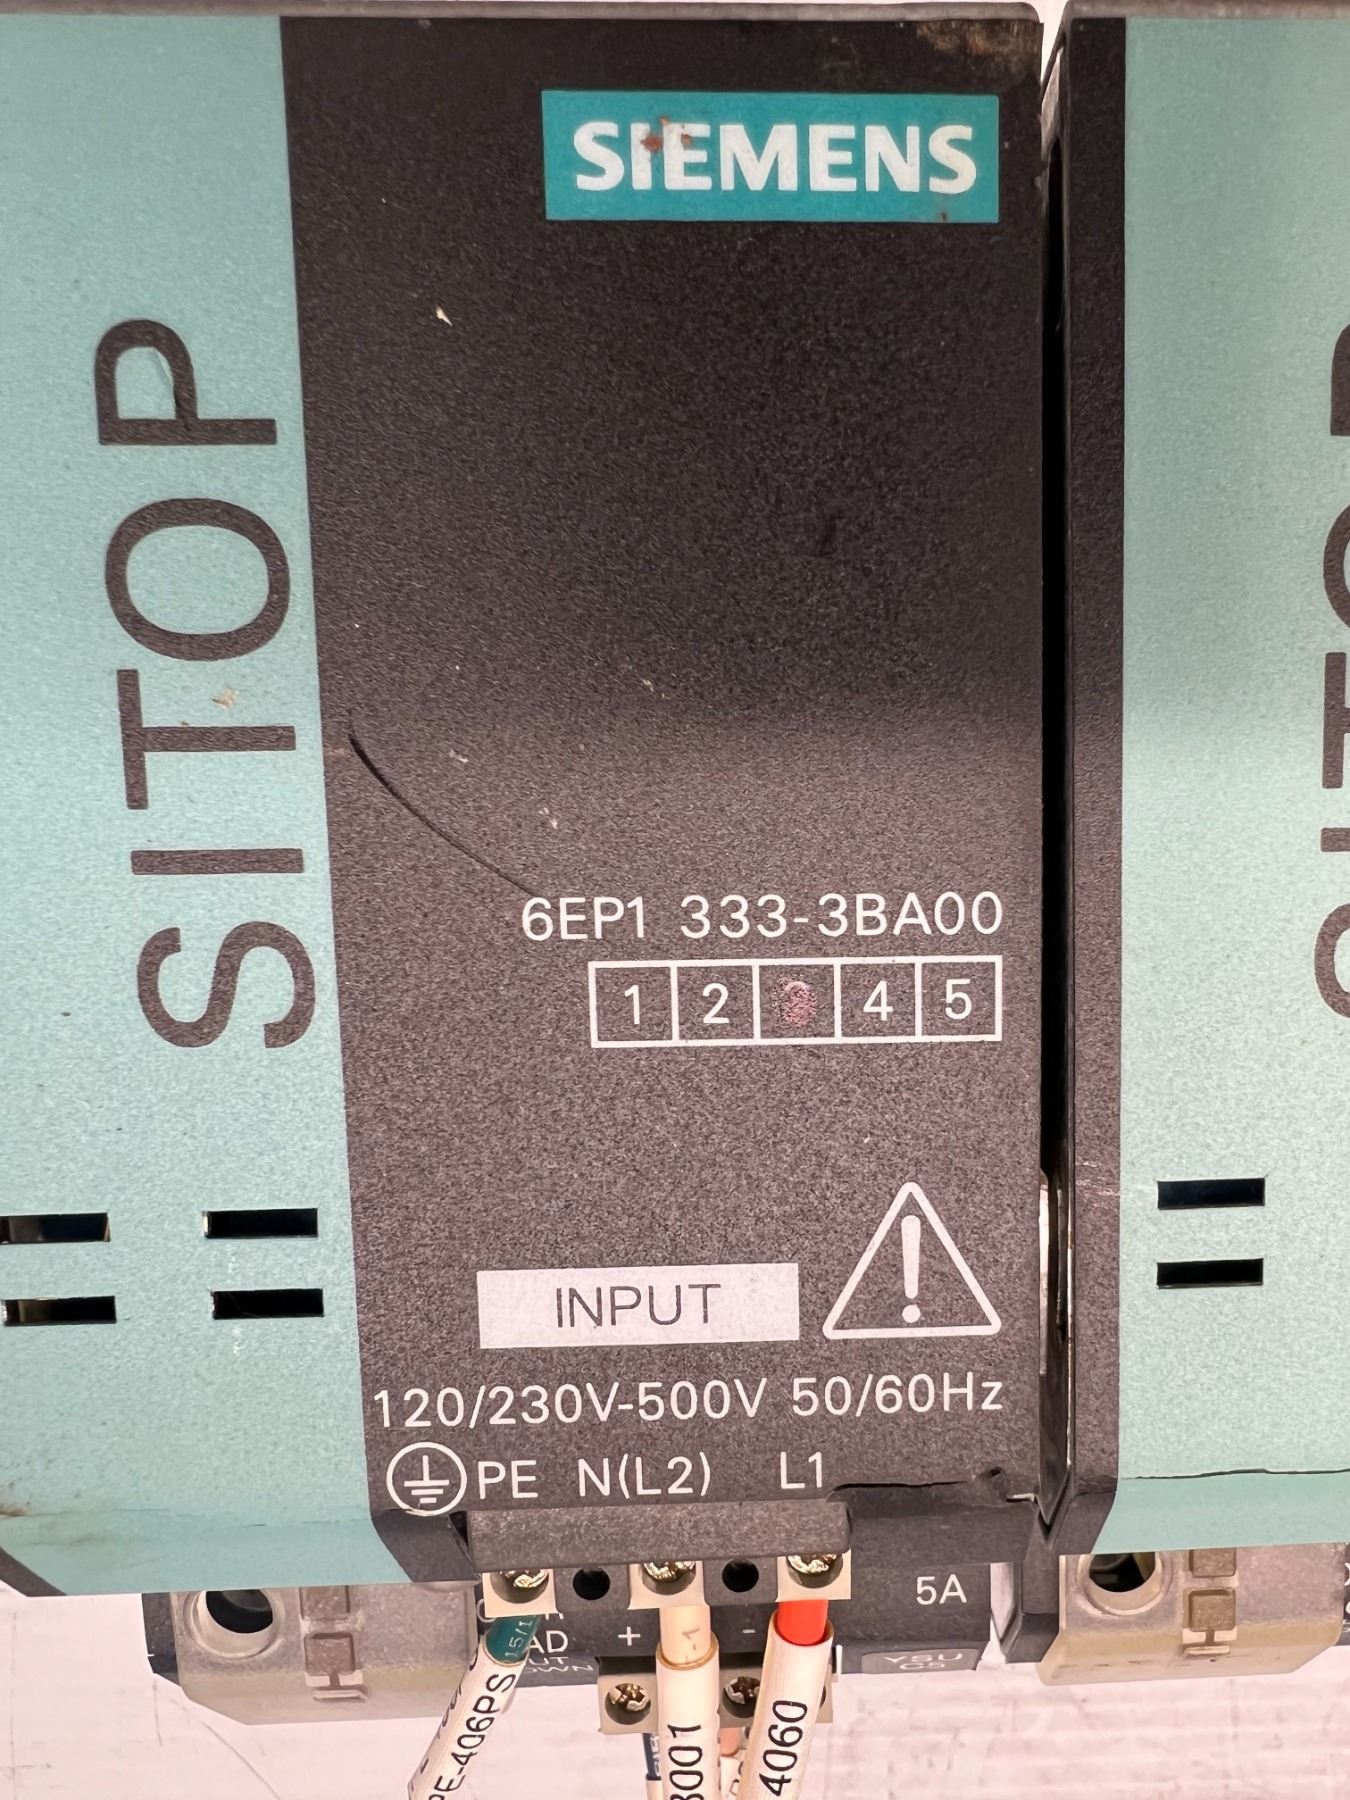 SIEMENS
SITOP
6EP1 333-3BA00
1 2 3 4 5
INPUT
120/230V-500V 50/60Hz
PE N(L2) L1
5A
+ -
PE-406PS
4060